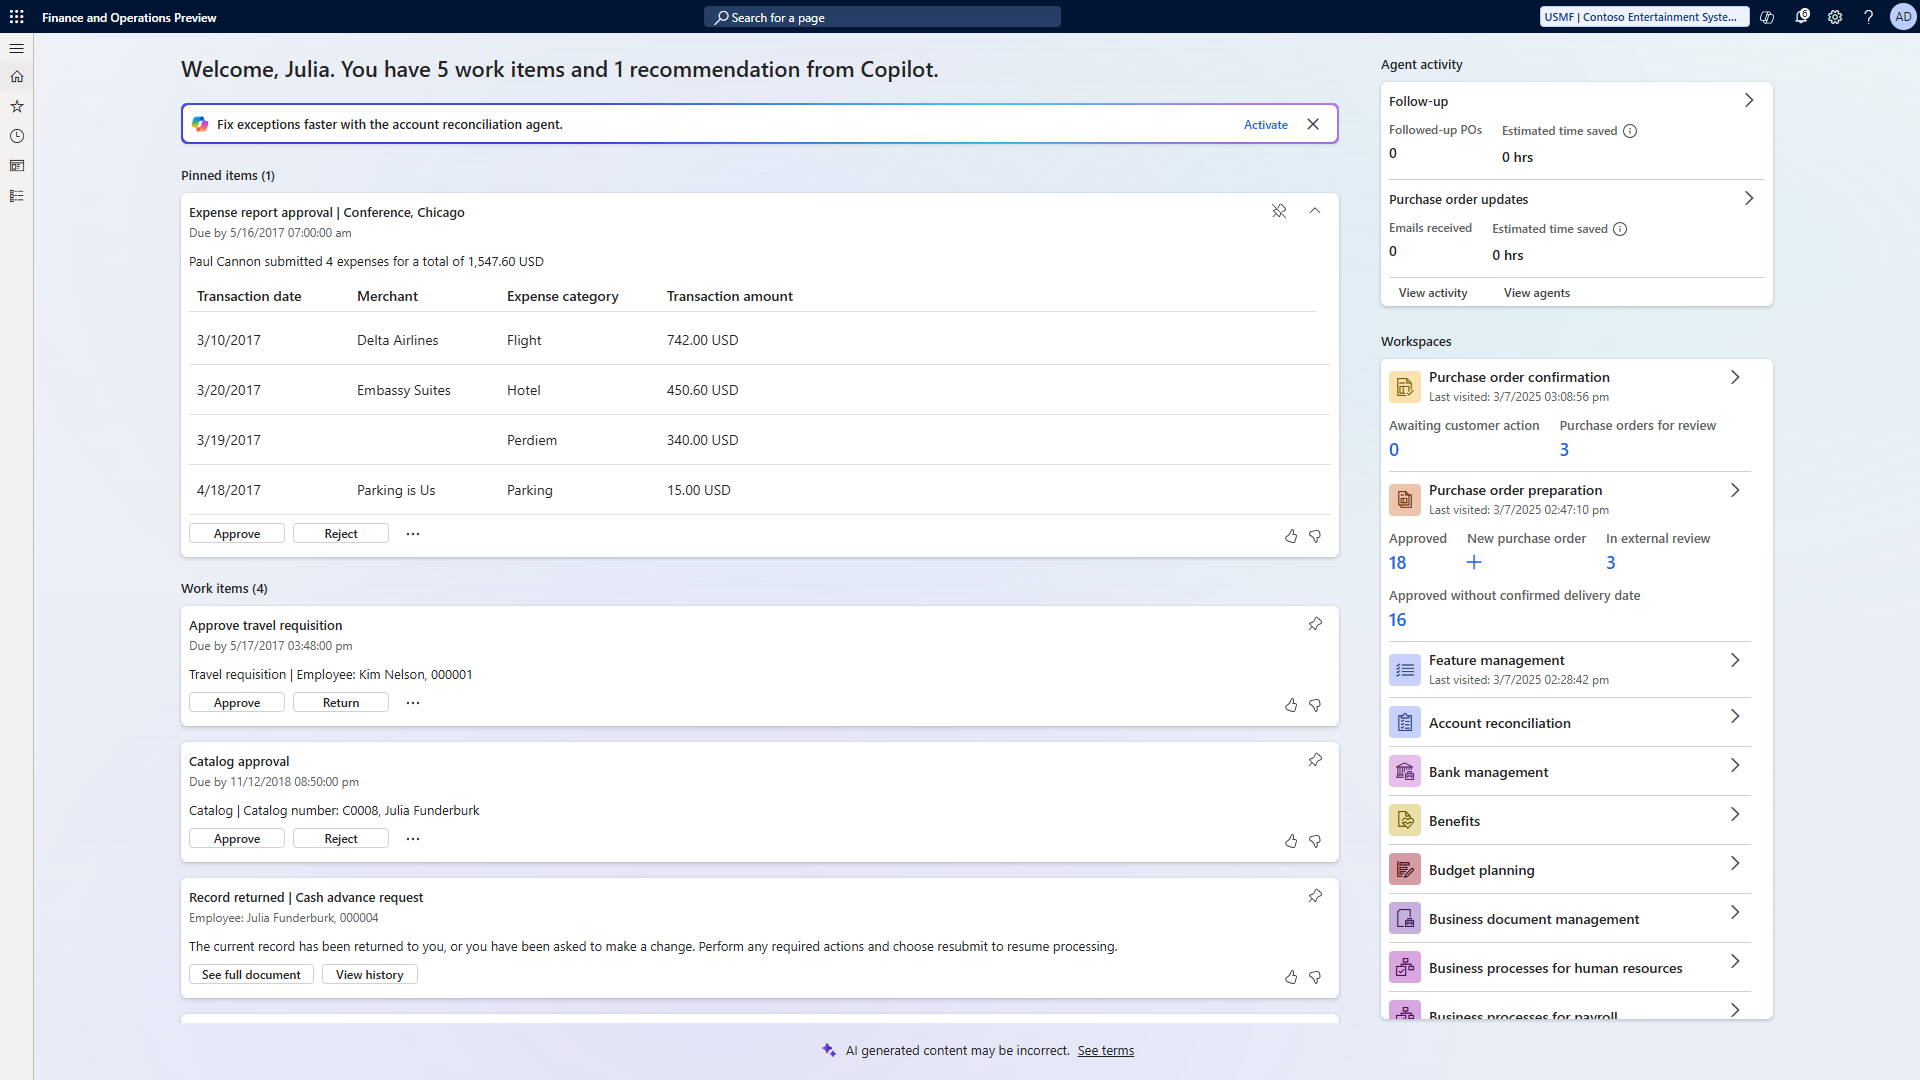 Finance and Operations Preview
Search for a page
USMF | Contoso Entertainment Syste...
6
AD
Welcome, Julia. You have 5 work items and 1 recommendation from Copilot.
Fix exceptions faster with the account reconciliation agent.
Activate
Pinned items (1)
Expense report approval | Conference, Chicago
Due by 5/16/2017 07:00:00 am
Paul Cannon submitted 4 expenses for a total of 1,547.60 USD
Transaction date Merchant Expense category Transaction amount
3/10/2017 Delta Airlines Flight 742.00 USD
3/20/2017 Embassy Suites Hotel 450.60 USD
3/19/2017 Perdiem 340.00 USD
4/18/2017 Parking is Us Parking 15.00 USD
Approve Reject ...
Work items (4)
Approve travel requisition
Due by 5/17/2017 03:48:00 pm
Travel requisition | Employee: Kim Nelson, 000001
Approve Return ...
Catalog approval
Due by 11/12/2018 08:50:00 pm
Catalog | Catalog number: C0008, Julia Funderburk
Approve Reject ...
Record returned | Cash advance request
Employee: Julia Funderburk, 000004
The current record has been returned to you, or you have been asked to make a change. Perform any required actions and choose resubmit to resume processing.
See full document View history
Agent activity
Follow-up
Followed-up POs Estimated time saved
0 0 hrs
Purchase order updates
Emails received Estimated time saved
0 0 hrs
View activity View agents
Workspaces
Purchase order confirmation
Last visited: 3/7/2025 03:08:56 pm
Awaiting customer action Purchase orders for review
0 3
Purchase order preparation
Last visited: 3/7/2025 02:47:10 pm
Approved New purchase order In external review
18 + 3
Approved without confirmed delivery date
16
Feature management
Last visited: 3/7/2025 02:28:42 pm
Account reconciliation
Bank management
Benefits
Budget planning
Business document management
Business processes for human resources
Business processes for payroll
AI generated content may be incorrect. See terms